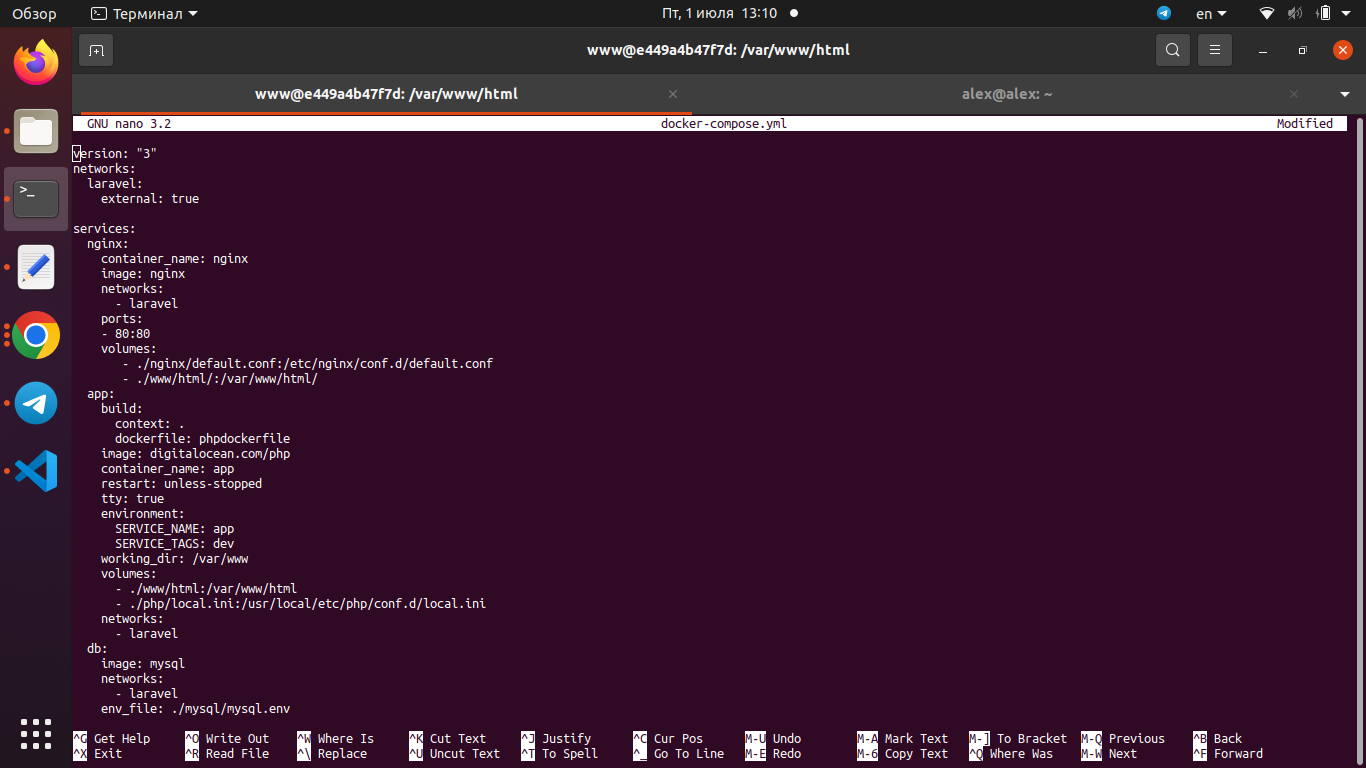 Обзор
Терминал
Пт, 1 июля 13:10
en
www@e449a4b47f7d: /var/www/html
www@e449a4b47f7d: /var/www/html
alex@alex: ~
GNU nano 3.2 docker-compose.yml Modified
version: "3"
networks:
  laravel:
    external: true
services:
  nginx:
    container_name: nginx
    image: nginx
    networks:
      - laravel
    ports:
    - 80:80
    volumes:
       - ./nginx/default.conf:/etc/nginx/conf.d/default.conf
       - ./www/html/:/var/www/html/
  app:
    build:
      context: .
      dockerfile: phpdockerfile
    image: digitalocean.com/php
    container_name: app
    restart: unless-stopped
    tty: true
    environment:
      SERVICE_NAME: app
      SERVICE_TAGS: dev
    working_dir: /var/www
    volumes:
      - ./www/html:/var/www/html
      - ./php/local.ini:/usr/local/etc/php/conf.d/local.ini
    networks:
      - laravel
  db:
    image: mysql
    networks:
      - laravel
    env_file: ./mysql/mysql.env
^G Get Help ^O Write Out ^W Where Is ^K Cut Text ^J Justify ^C Cur Pos M-U Undo M-A Mark Text M-] To Bracket M-Q Previous ^B Back
^X Exit ^R Read File ^\ Replace ^U Uncut Text ^T To Spell ^_ Go To Line M-E Redo M-6 Copy Text ^Q Where Was M-W Next ^F Forward